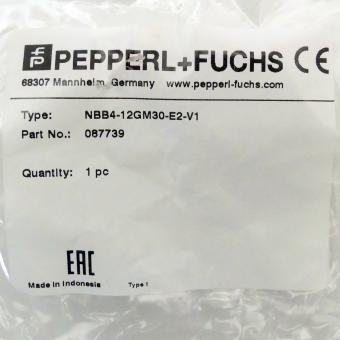 PEPPERL+FUCHS CE
68307 Mannheim, Germany www.pepperl-fuchs.com
Type: NBB4-12GM30-E2-V1
Part No.: 087739
Quantity: 1 pc
EAC
Made in Indonesia Type I